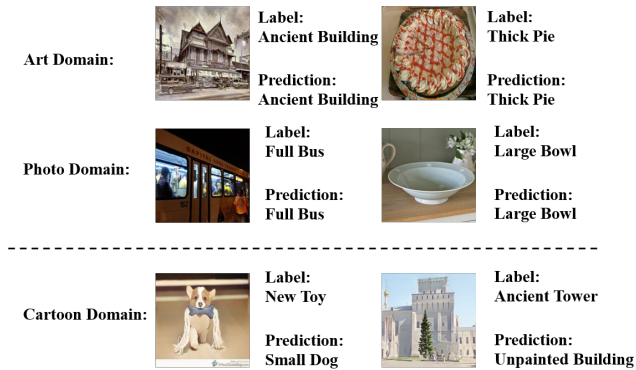 Art Domain:
Label:
Ancient Building
Prediction:
Ancient Building
Label:
Thick Pie
Prediction:
Thick Pie
Photo Domain:
Label:
Full Bus
Prediction:
Full Bus
Label:
Large Bowl
Prediction:
Large Bowl
Cartoon Domain:
Label:
New Toy
Prediction:
Small Dog
Label:
Ancient Tower
Prediction:
Unpainted Building